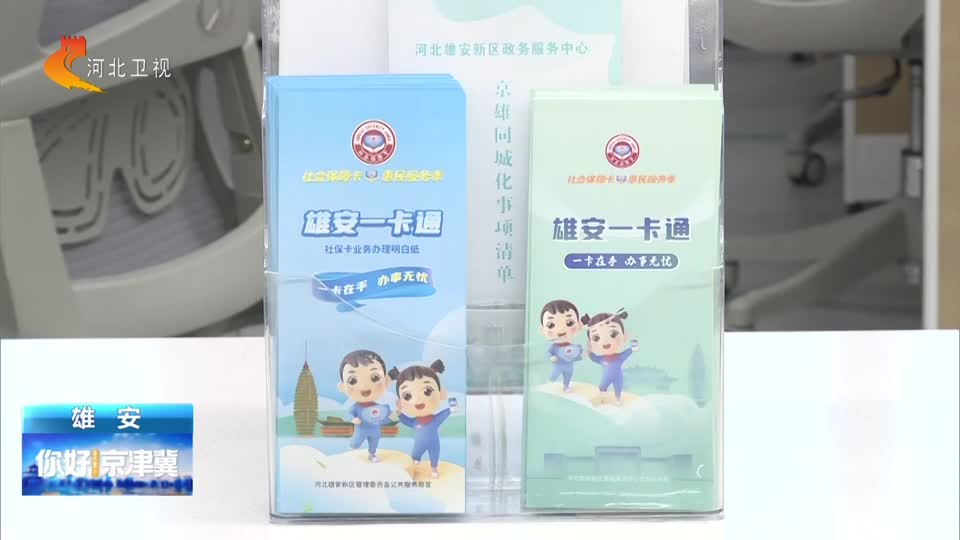 河北卫视
河北雄安新区政务服务中心
京雄同城化事项清单
社会保障卡 惠民服务季
雄安一卡通
社保卡业务办理明白纸
一卡在手 办事无忧
河北雄安新区管理委员会公共服务局宣
社会保障卡 惠民服务季
雄安一卡通
一卡在手 办事无忧
雄安
你好 京津冀